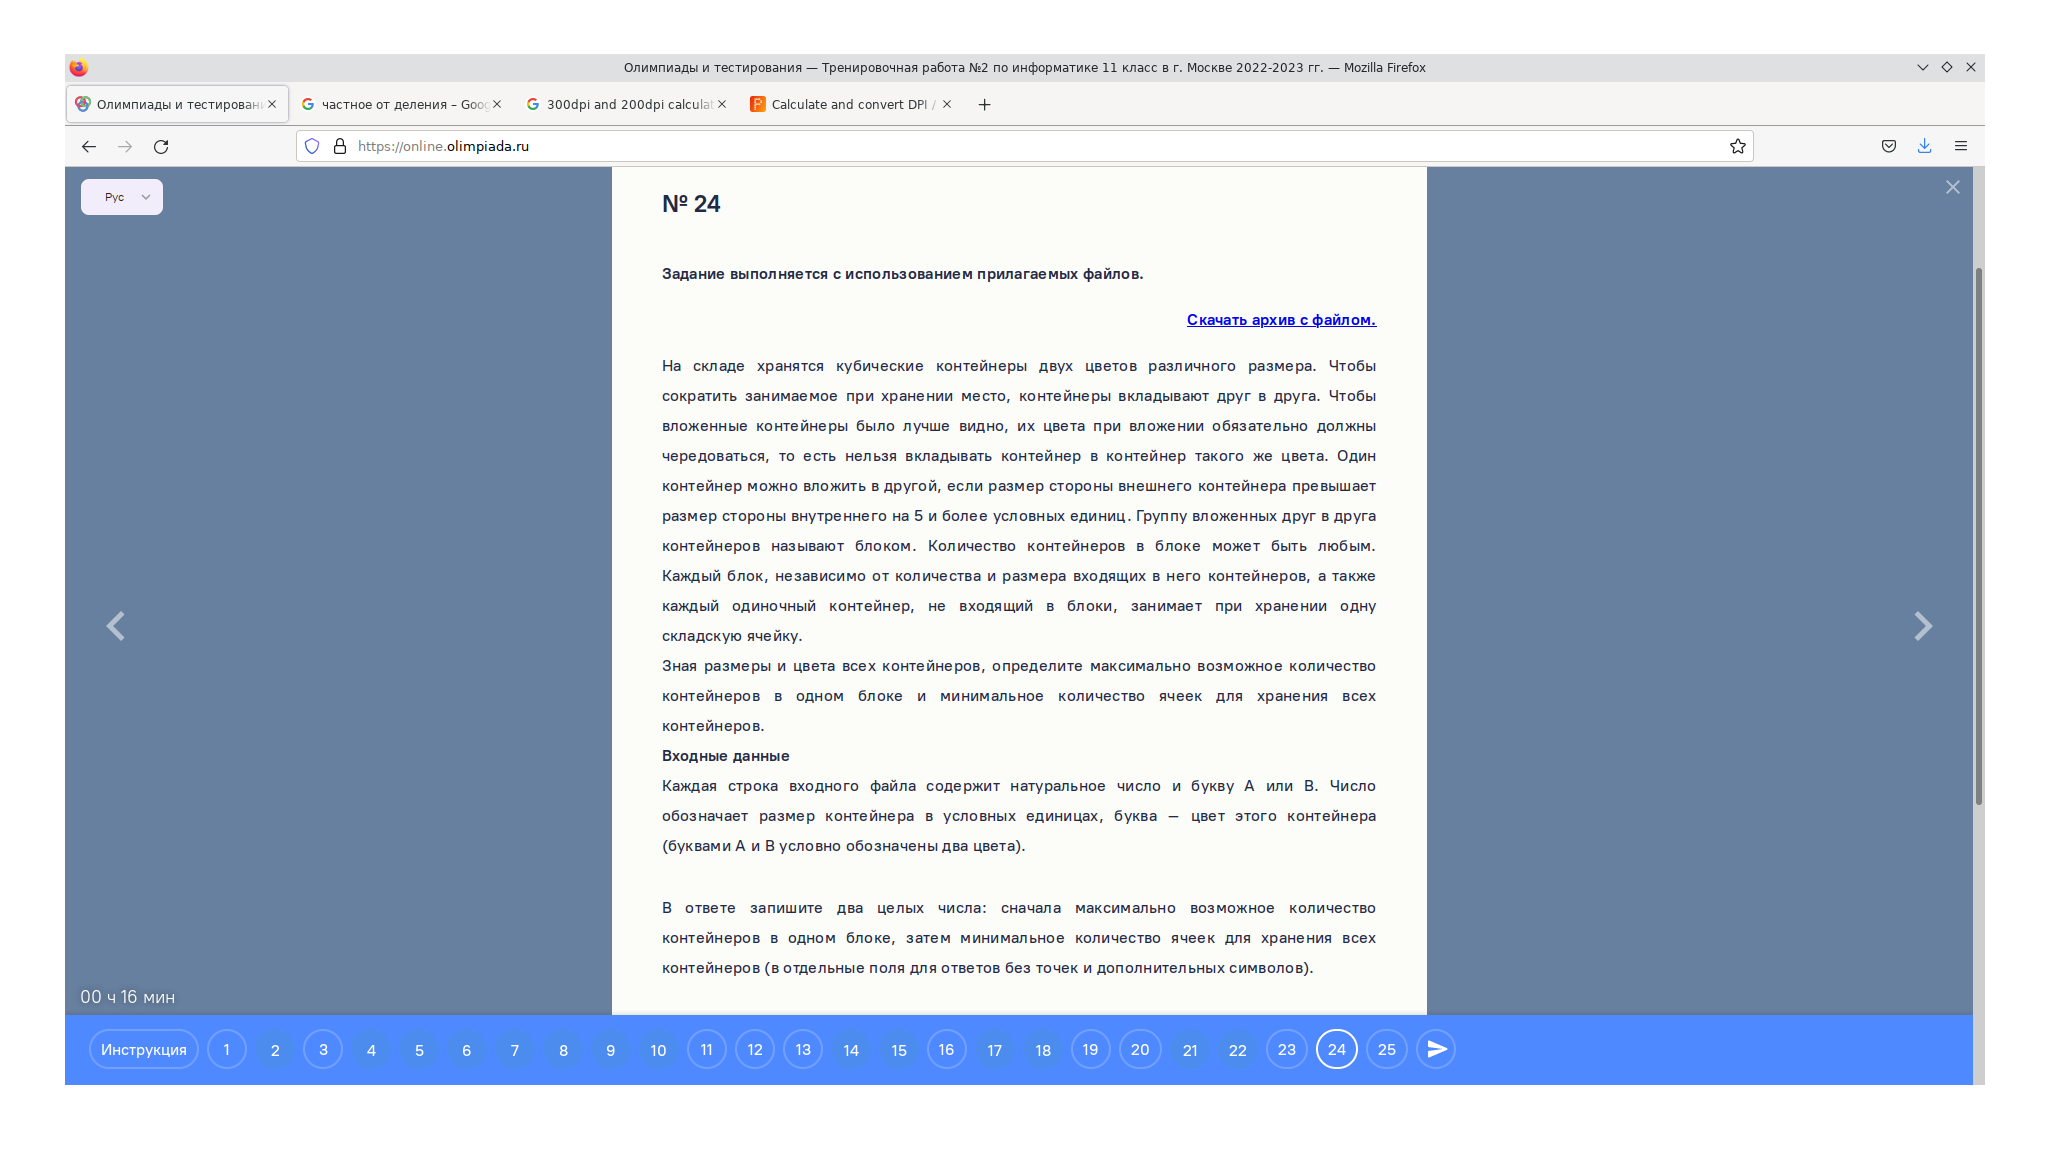 Олимпиады и тестирования — Тренировочная работа №2 по информатике 11 класс в г. Москве 2022-2023 гг. — Mozilla Firefox
Олимпиады и тестировани
частное от деления – Goog
300dpi and 200dpi calculat
Calculate and convert DPI /
https://online.olimpiada.ru
Рус
№ 24
Задание выполняется с использованием прилагаемых файлов.
Скачать архив с файлом.
На складе хранятся кубические контейнеры двух цветов различного размера. Чтобы
сократить занимаемое при хранении место, контейнеры вкладывают друг в друга. Чтобы
вложенные контейнеры было лучше видно, их цвета при вложении обязательно должны
чередоваться, то есть нельзя вкладывать контейнер в контейнер такого же цвета. Один
контейнер можно вложить в другой, если размер стороны внешнего контейнера превышает
размер стороны внутреннего на 5 и более условных единиц. Группу вложенных друг в друга
контейнеров называют блоком. Количество контейнеров в блоке может быть любым.
Каждый блок, независимо от количества и размера входящих в него контейнеров, а также
каждый одиночный контейнер, не входящий в блоки, занимает при хранении одну
складскую ячейку.
Зная размеры и цвета всех контейнеров, определите максимально возможное количество
контейнеров в одном блоке и минимальное количество ячеек для хранения всех
контейнеров.
Входные данные
Каждая строка входного файла содержит натуральное число и букву А или В. Число
обозначает размер контейнера в условных единицах, буква — цвет этого контейнера
(буквами А и В условно обозначены два цвета).
В ответе запишите два целых числа: сначала максимально возможное количество
контейнеров в одном блоке, затем минимальное количество ячеек для хранения всех
контейнеров (в отдельные поля для ответов без точек и дополнительных символов).
00 ч 16 мин
Инструкция 1 2 3 4 5 6 7 8 9 10 11 12 13 14 15 16 17 18 19 20 21 22 23 24 25